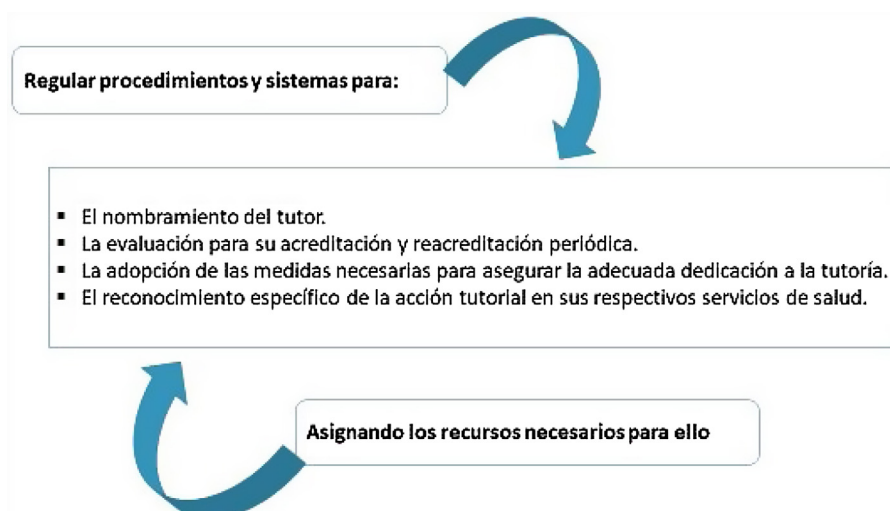 Regular procedimientos y sistemas para:
▪ El nombramiento del tutor.
▪ La evaluación para su acreditación y reacreditación periódica.
▪ La adopción de las medidas necesarias para asegurar la adecuada dedicación a la tutoría.
▪ El reconocimiento específico de la acción tutorial en sus respectivos servicios de salud.
Asignando los recursos necesarios para ello